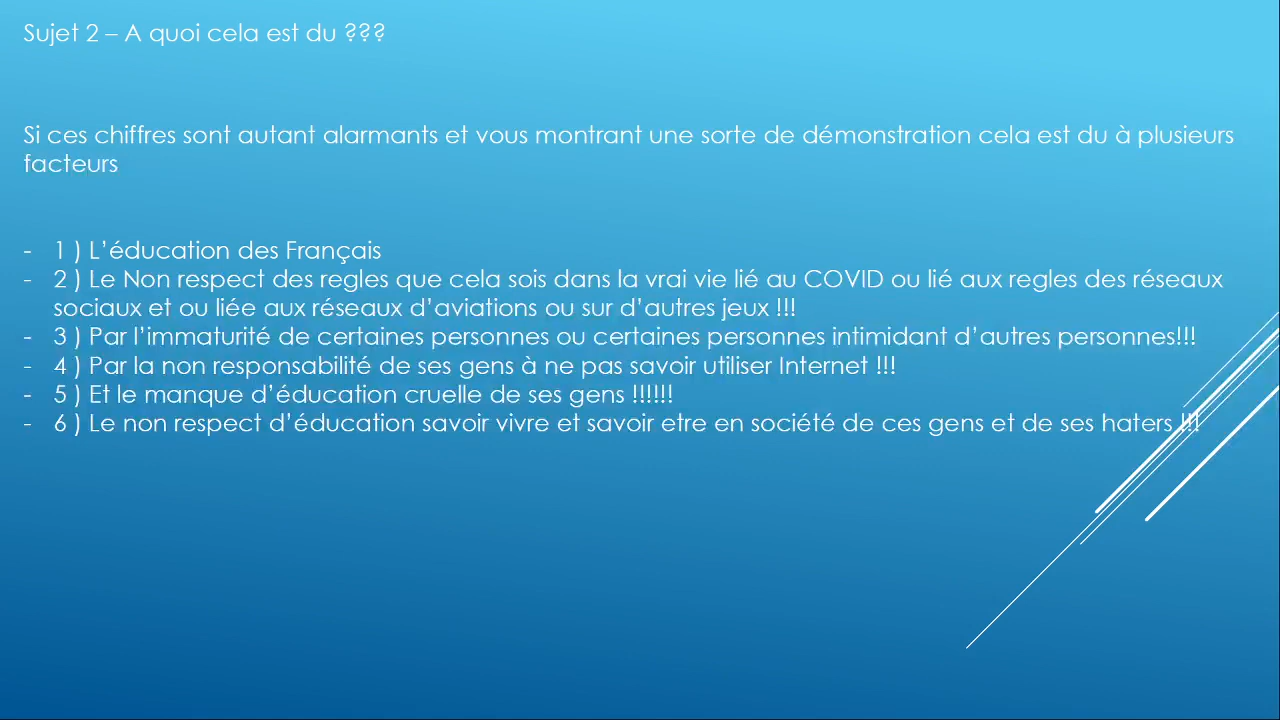 Sujet 2 – A quoi cela est du ???
Si ces chiffres sont autant alarmants et vous montrant une sorte de démonstration cela est du à plusieurs
facteurs
- 1 ) L’éducation des Français
- 2 ) Le Non respect des regles que cela sois dans la vrai vie lié au COVID ou lié aux regles des réseaux
sociaux et ou liée aux réseaux d’aviations ou sur d’autres jeux !!!
- 3 ) Par l’immaturité de certaines personnes ou certaines personnes intimidant d’autres personnes!!!
- 4 ) Par la non responsabilité de ses gens à ne pas savoir utiliser Internet !!!
- 5 ) Et le manque d’éducation cruelle de ses gens !!!!!!
- 6 ) Le non respect d’éducation savoir vivre et savoir etre en société de ces gens et de ses haters !!!